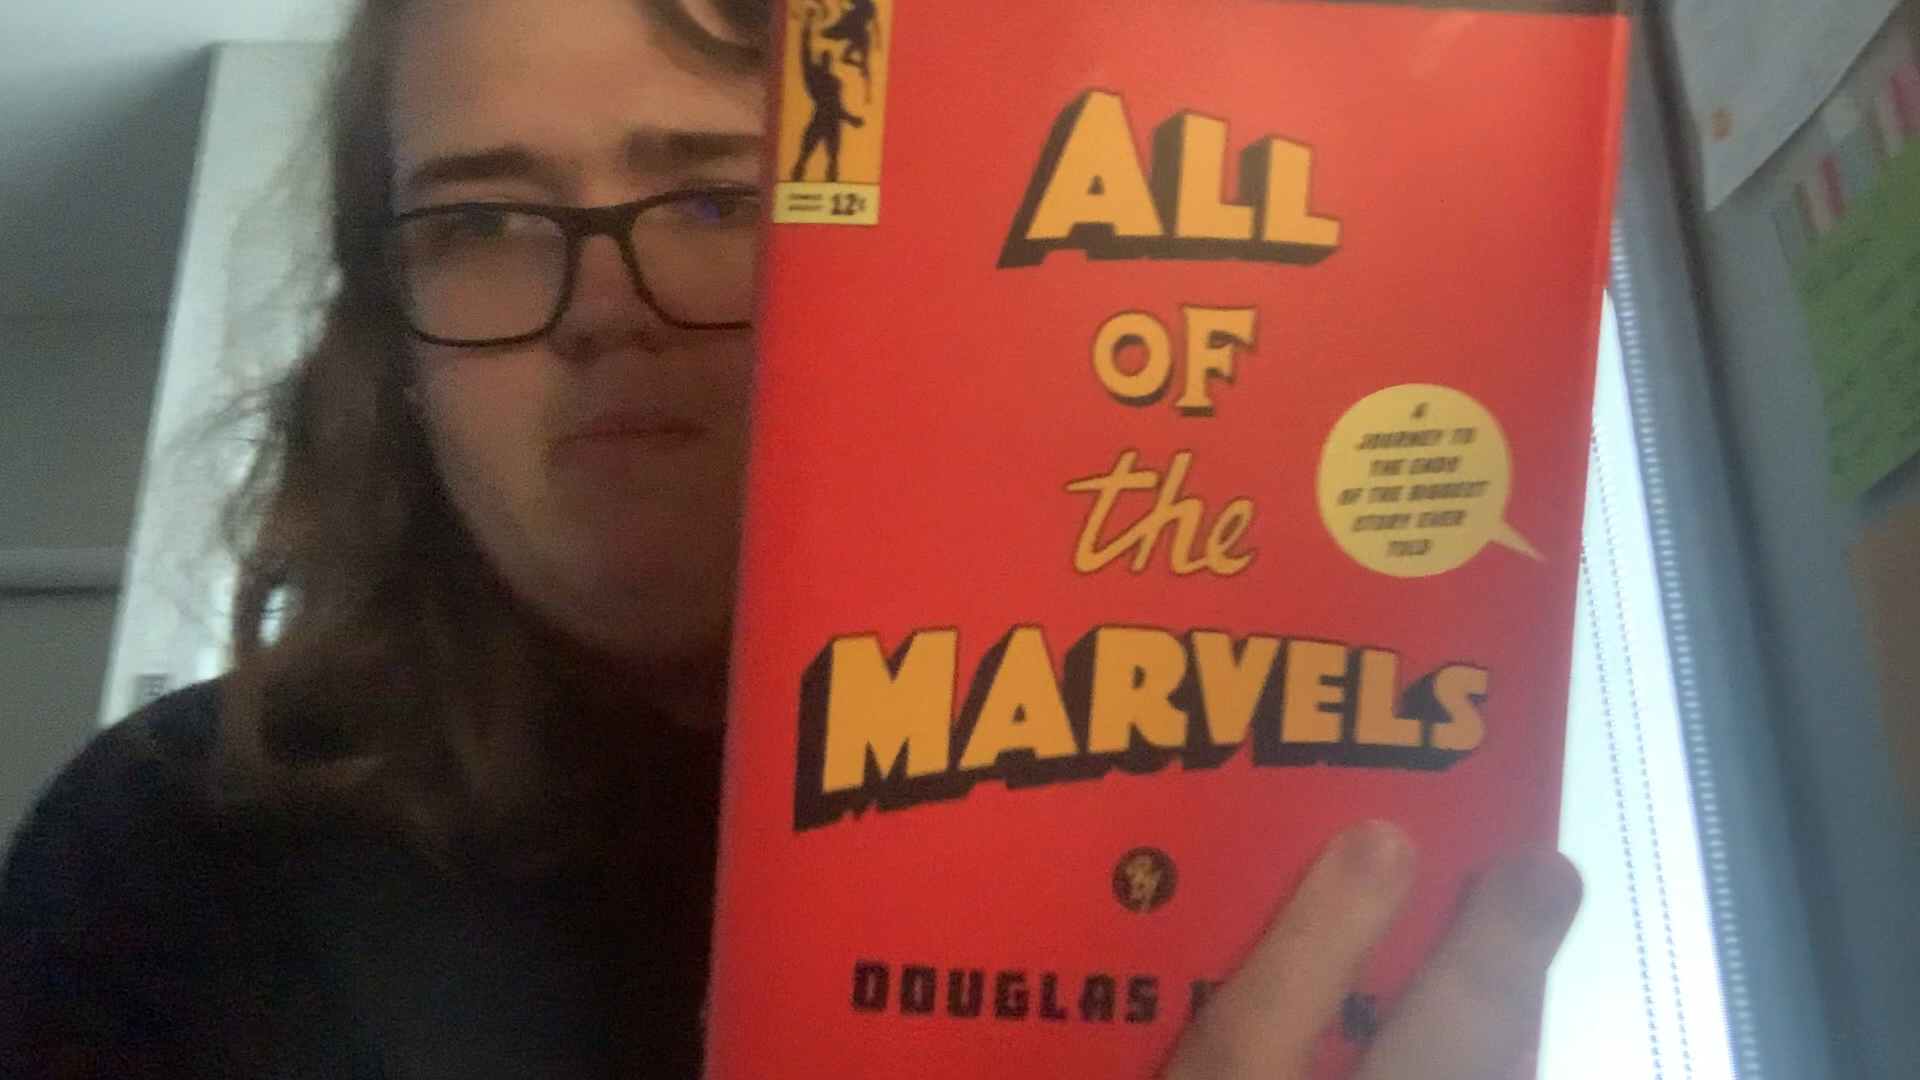 12¢
ALL
OF
the
MARVELS
A
JOURNEY TO
THE ENDS
OF THE BIGGEST
STORY EVER
TOLD
By
DOUGLAS